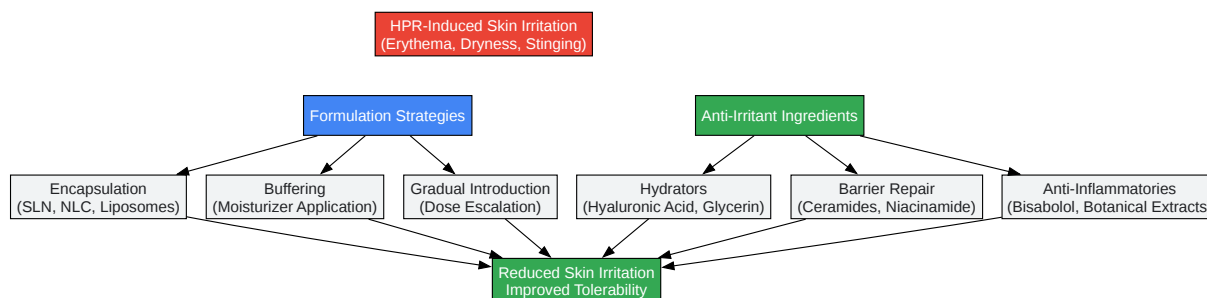 HPR-Induced Skin Irritation
(Erythema, Dryness, Stinging)
Formulation Strategies
Anti-Irritant Ingredients
Encapsulation
(SLN, NLC, Liposomes)
Buffering
(Moisturizer Application)
Gradual Introduction
(Dose Escalation)
Hydrators
(Hyaluronic Acid, Glycerin)
Barrier Repair
(Ceramides, Niacinamide)
Anti-Inflammatories
(Bisabolol, Botanical Extracts)
Reduced Skin Irritation
Improved Tolerability